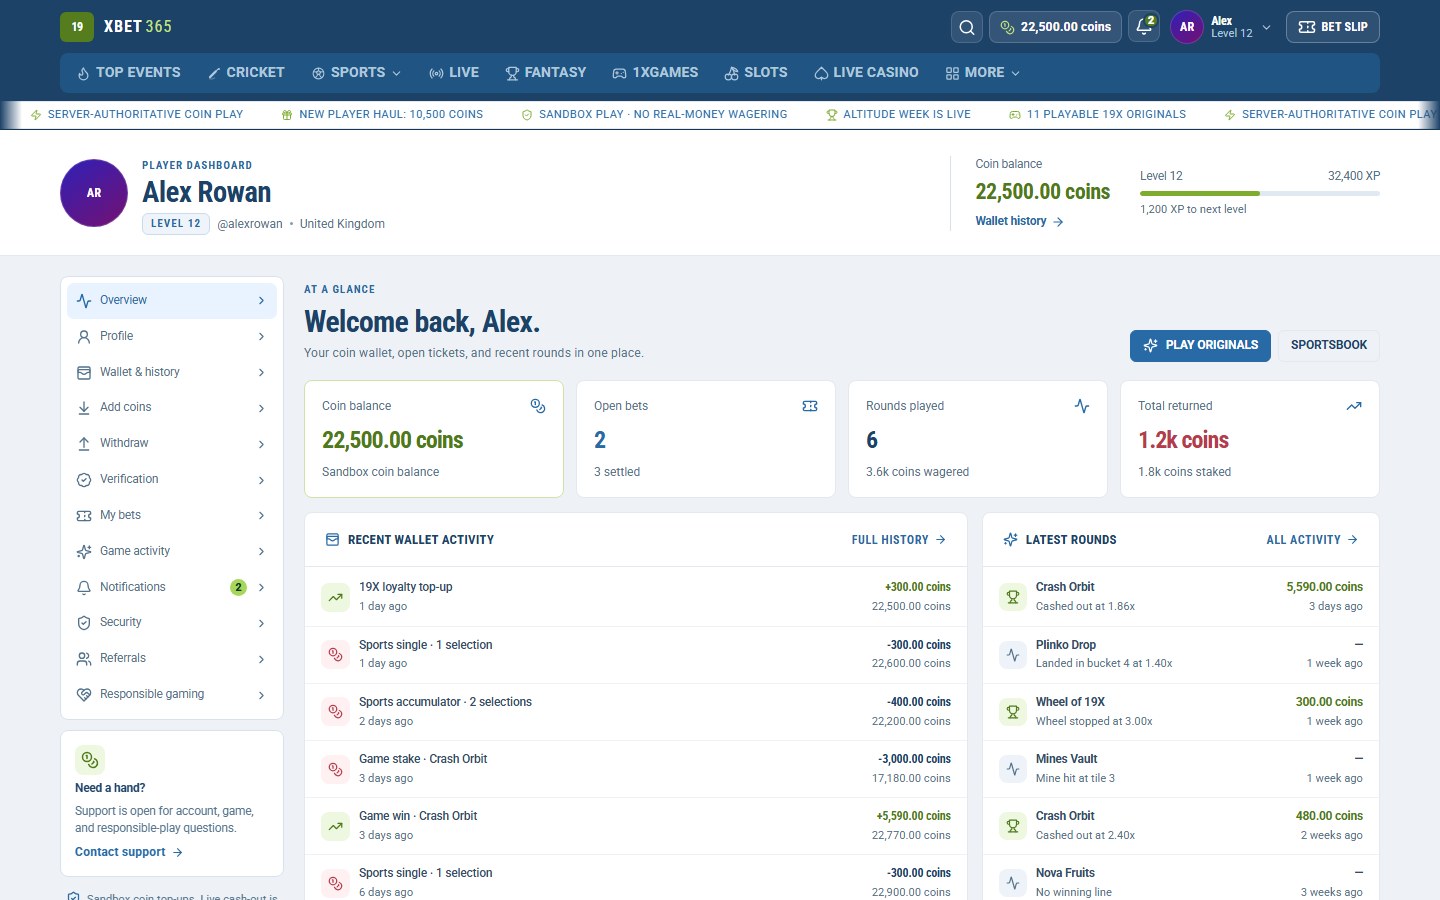 19 XBET 365
22,500.00 coins
2
AR
Alex
Level 12
BET SLIP
TOP EVENTS
CRICKET
SPORTS
LIVE
FANTASY
1XGAMES
SLOTS
LIVE CASINO
MORE
SERVER-AUTHORITATIVE COIN PLAY
NEW PLAYER HAUL: 10,500 COINS
SANDBOX PLAY · NO REAL-MONEY WAGERING
ALTITUDE WEEK IS LIVE
11 PLAYABLE 19X ORIGINALS
SERVER-AUTHORITATIVE COIN PLAY
AR
PLAYER DASHBOARD
Alex Rowan
LEVEL 12 @alexrowan • United Kingdom
Coin balance
22,500.00 coins
Wallet history
Level 12 32,400 XP
1,200 XP to next level
Overview
Profile
Wallet & history
Add coins
Withdraw
Verification
My bets
Game activity
Notifications 2
Security
Referrals
Responsible gaming
Need a hand?
Support is open for account, game,
and responsible-play questions.
Contact support
Sandbox coin top-ups. Live cash-out is
AT A GLANCE
Welcome back, Alex.
Your coin wallet, open tickets, and recent rounds in one place.
PLAY ORIGINALS
SPORTSBOOK
Coin balance
22,500.00 coins
Sandbox coin balance
Open bets
2
3 settled
Rounds played
6
3.6k coins wagered
Total returned
1.2k coins
1.8k coins staked
RECENT WALLET ACTIVITY FULL HISTORY
19X loyalty top-up +300.00 coins
1 day ago 22,500.00 coins
Sports single · 1 selection -300.00 coins
1 day ago 22,600.00 coins
Sports accumulator · 2 selections -400.00 coins
2 days ago 22,200.00 coins
Game stake · Crash Orbit -3,000.00 coins
3 days ago 17,180.00 coins
Game win · Crash Orbit +5,590.00 coins
3 days ago 22,770.00 coins
Sports single · 1 selection -300.00 coins
6 days ago 22,900.00 coins
LATEST ROUNDS ALL ACTIVITY
Crash Orbit 5,590.00 coins
Cashed out at 1.86x 3 days ago
Plinko Drop —
Landed in bucket 4 at 1.40x 1 week ago
Wheel of 19X 300.00 coins
Wheel stopped at 3.00x 1 week ago
Mines Vault —
Mine hit at tile 3 1 week ago
Crash Orbit 480.00 coins
Cashed out at 2.40x 2 weeks ago
Nova Fruits —
No winning line 3 weeks ago